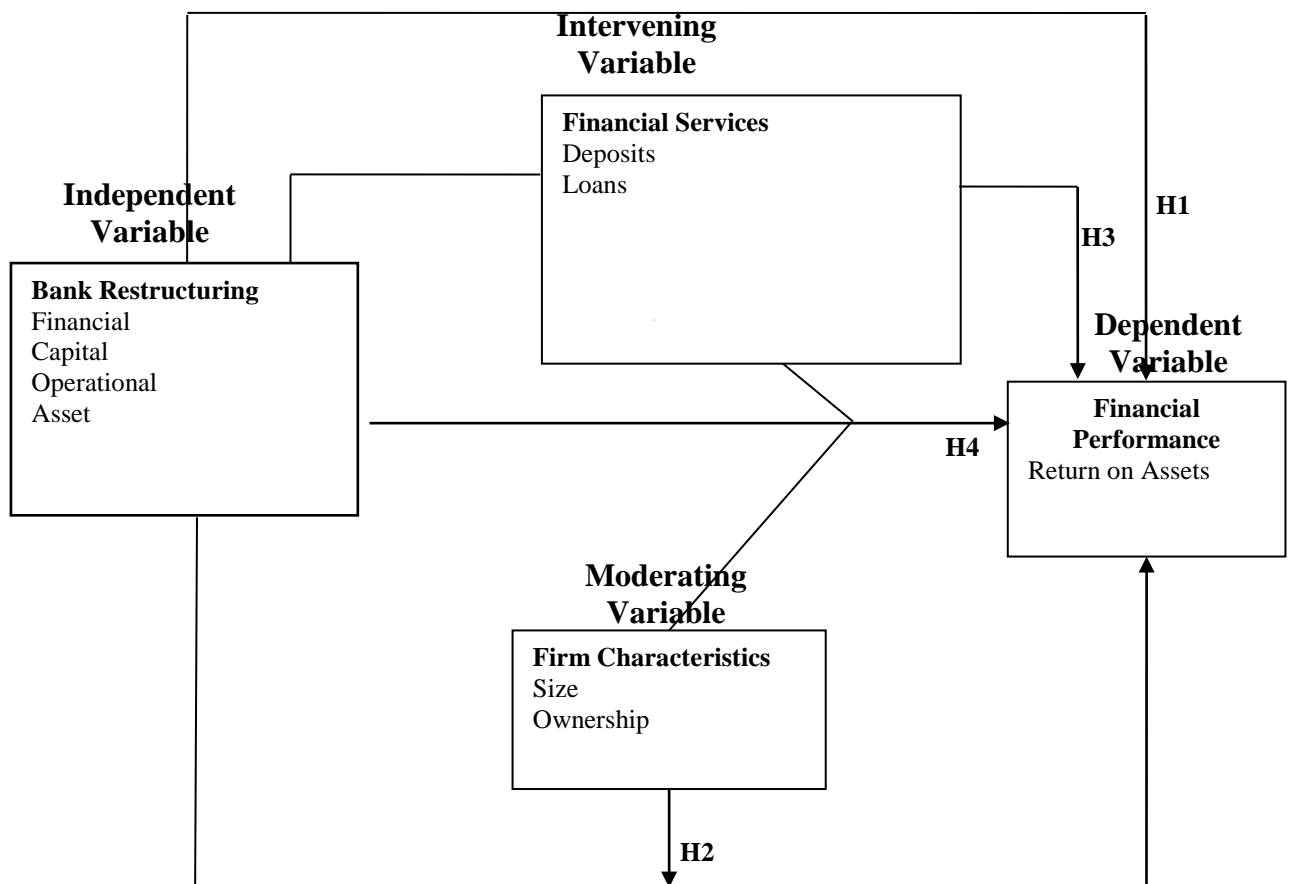 Intervening
Variable
Financial Services
Deposits
Loans
Independent
Variable
H1
H3
Bank Restructuring
Financial
Capital
Operational
Asset
Dependent
Variable
Financial
Performance
Return on Assets
H4
Moderating
Variable
Firm Characteristics
Size
Ownership
H2